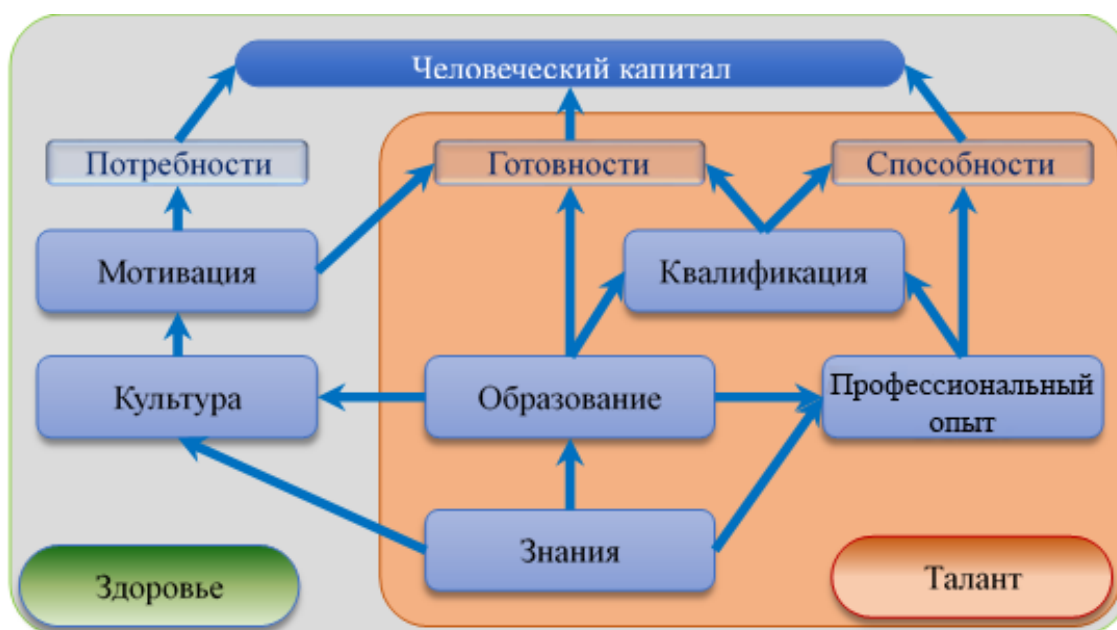 Человеческий капитал
Потребности
Готовности
Способности
Мотивация
Квалификация
Культура
Образование
Профессиональный
опыт
Знания
Здоровье
Талант